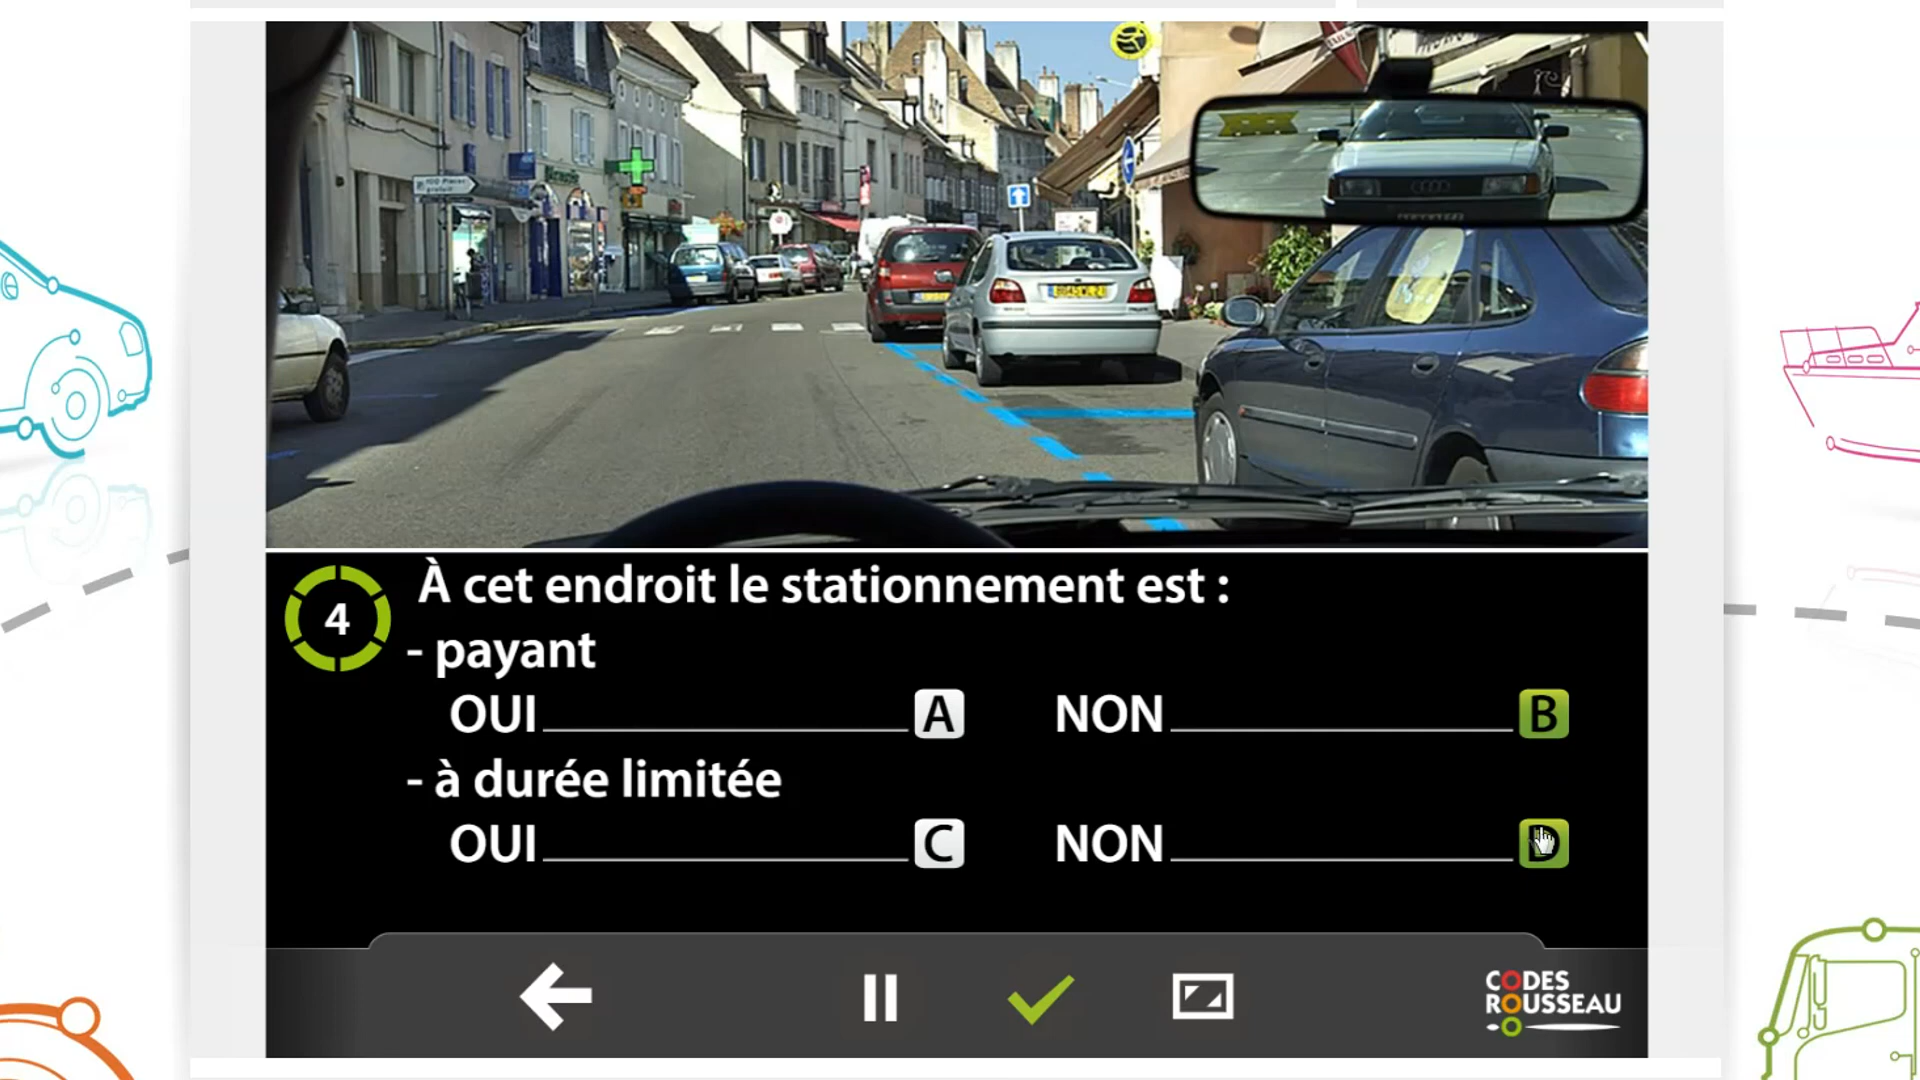 4
À cet endroit le stationnement est :
- payant
OUI A NON B
- à durée limitée
OUI C NON D
CODES
ROUSSEAU